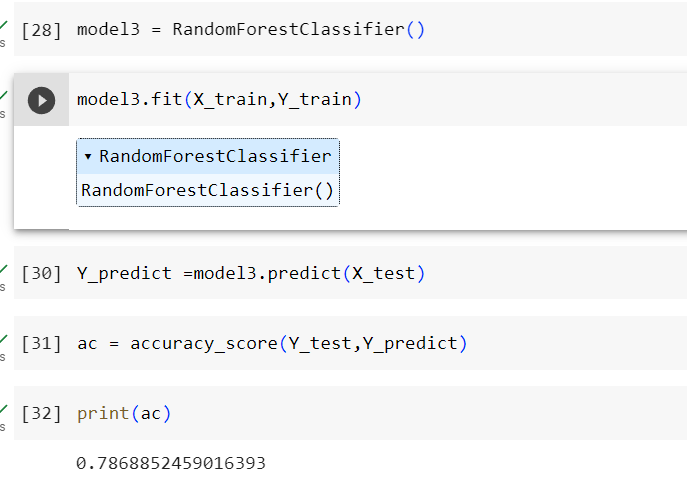 [28] model3 = RandomForestClassifier()
s
model3.fit(X_train,Y_train)
s
▾ RandomForestClassifier
RandomForestClassifier()
[30] Y_predict =model3.predict(X_test)
s
[31] ac = accuracy_score(Y_test,Y_predict)
s
[32] print(ac)
s
0.7868852459016393